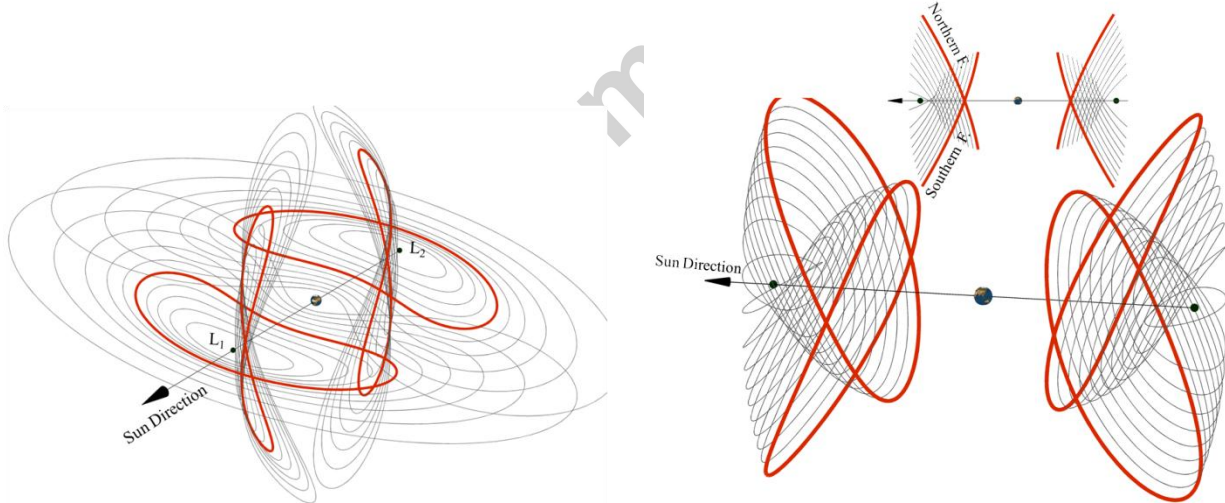 L₂
L₁
Sun Direction
m
Northern F.
Southern F.
Sun Direction